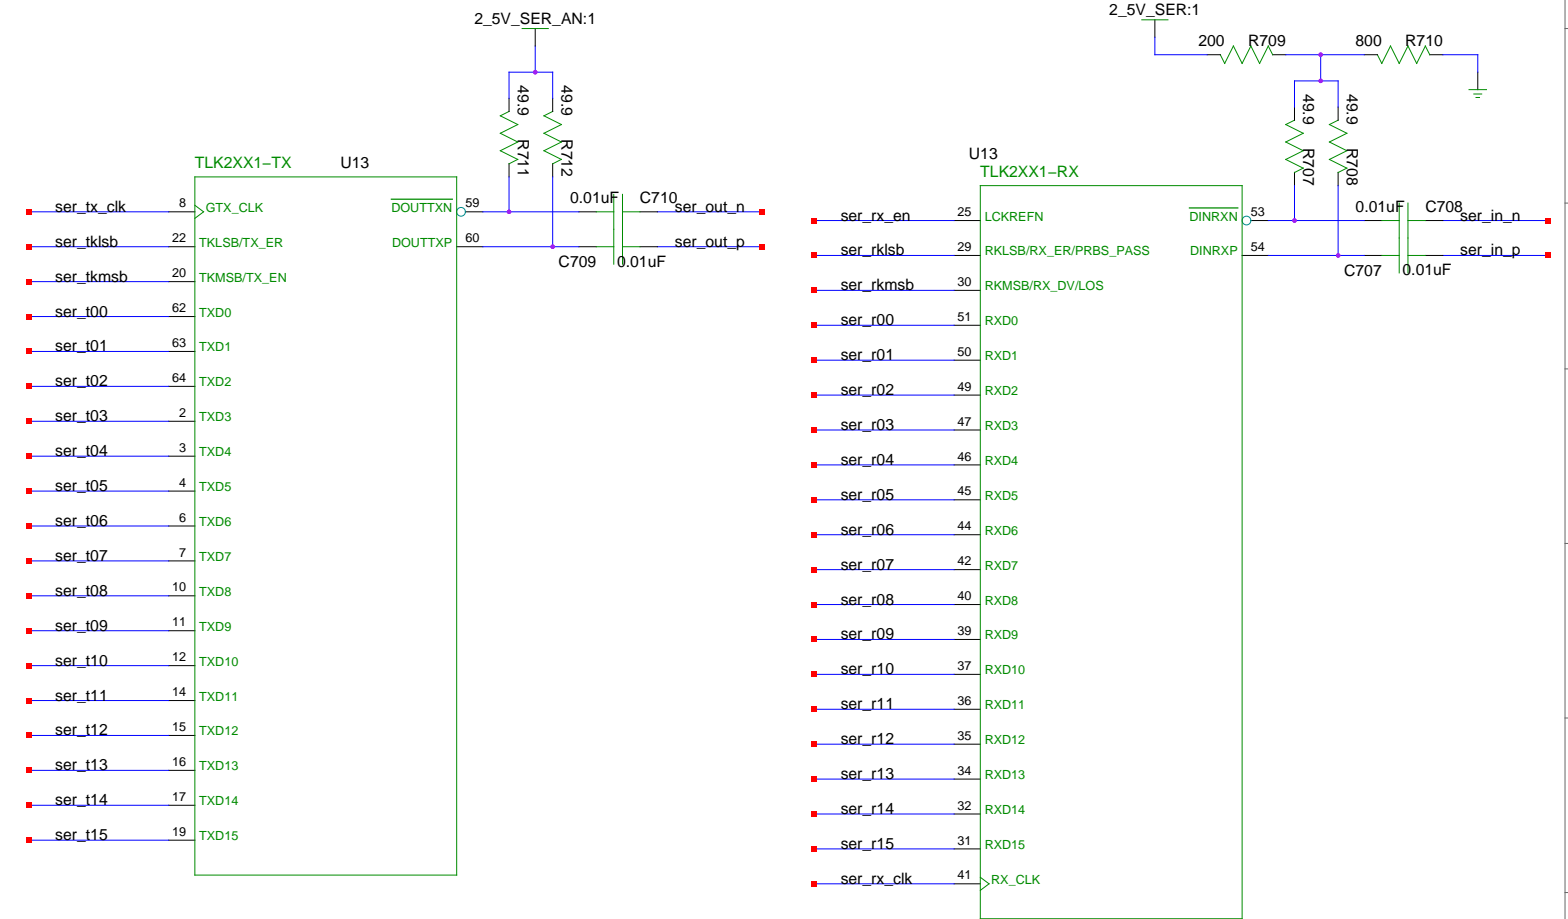 2_5V_SER_AN:1
49.9
R711
49.9
R712
TLK2XX1-TX
U13
ser_tx_clk
8
GTX_CLK
ser_tklsb
22
TKLSB/TX_ER
ser_tkmsb
20
TKMSB/TX_EN
ser_t00
62
TXD0
ser_t01
63
TXD1
ser_t02
64
TXD2
ser_t03
2
TXD3
ser_t04
3
TXD4
ser_t05
4
TXD5
ser_t06
6
TXD6
ser_t07
7
TXD7
ser_t08
10
TXD8
ser_t09
11
TXD9
ser_t10
12
TXD10
ser_t11
14
TXD11
ser_t12
15
TXD12
ser_t13
16
TXD13
ser_t14
17
TXD14
ser_t15
19
TXD15
DOUTTXN
59
DOUTTXP
60
0.01uF
C710
ser_out_n
C709
0.01uF
ser_out_p
2_5V_SER:1
200
R709
800
R710
49.9
R707
49.9
R708
U13
TLK2XX1-RX
ser_rx_en
25
LCKREFN
ser_rklsb
29
RKLSB/RX_ER/PRBS_PASS
ser_rkmsb
30
RKMSB/RX_DV/LOS
ser_r00
51
RXD0
ser_r01
50
RXD1
ser_r02
49
RXD2
ser_r03
47
RXD3
ser_r04
46
RXD4
ser_r05
45
RXD5
ser_r06
44
RXD6
ser_r07
42
RXD7
ser_r08
40
RXD8
ser_r09
39
RXD9
ser_r10
37
RXD10
ser_r11
36
RXD11
ser_r12
35
RXD12
ser_r13
34
RXD13
ser_r14
32
RXD14
ser_r15
31
RXD15
ser_rx_clk
41
RX_CLK
DINRXN
53
DINRXP
54
0.01uF
C708
ser_in_n
C707
0.01uF
ser_in_p